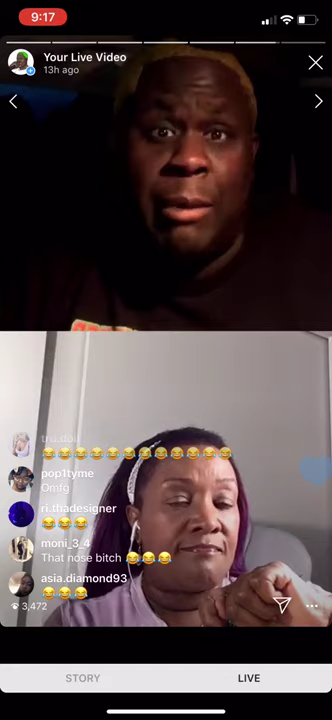 9:17
Your Live Video
13h ago
😂😂😂😂😂😂😂😂😂😂😂😂
pop1tyme
Omfg
ri.thadesigner
😂😂😂
moni_3_4
That nose bitch 😂😂😂
asia.diamond93
😂😂😂
3,472
STORY
LIVE